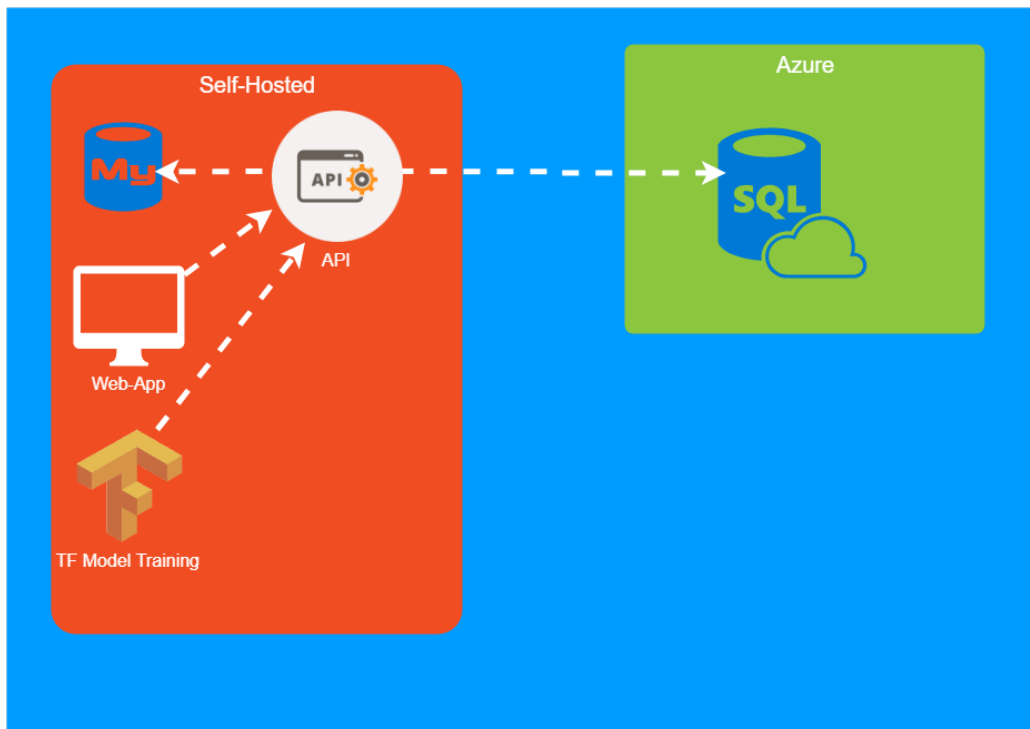 Self-Hosted
Azure
My
API
SQL
API
Web-App
TF Model Training